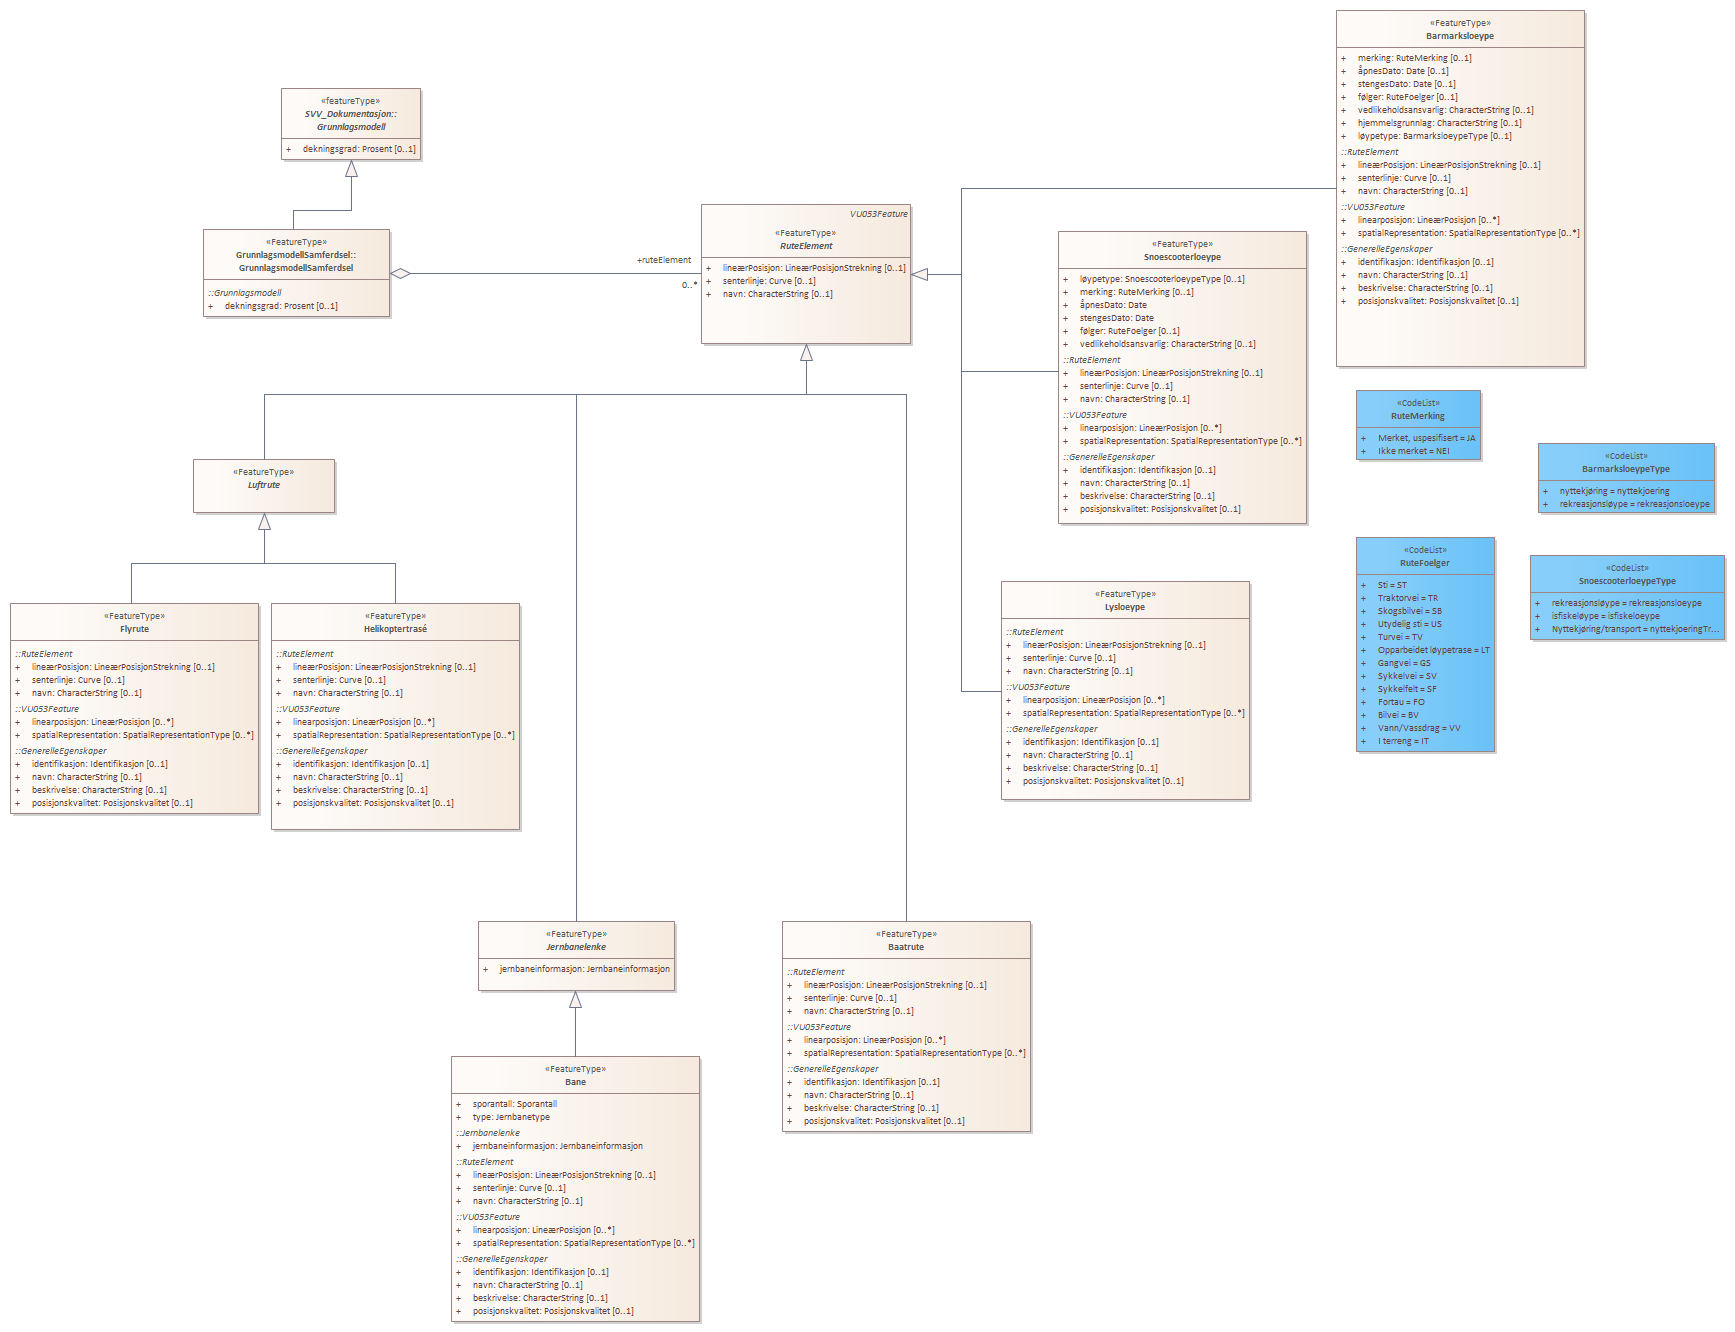 «FeatureType»
Barmarksloeype
+ merking: RuteMerking [0..1]
+ åpnesDato: Date [0..1]
+ stengesDato: Date [0..1]
+ følger: RuteFoelger [0..1]
+ vedlikeholdsansvarlig: CharacterString [0..1]
+ hjemmelsgrunnlag: CharacterString [0..1]
+ løypetype: BarmarksloeypeType [0..1]
::RuteElement
+ lineærPosisjon: LineærPosisjonStrekning [0..1]
+ senterlinje: Curve [0..1]
+ navn: CharacterString [0..1]
::VU053Feature
+ linearposisjon: LineærPosisjon [0..*]
+ spatialRepresentation: SpatialRepresentationType [0..*]
::GenerelleEgenskaper
+ identifikasjon: Identifikasjon [0..1]
+ navn: CharacterString [0..1]
+ beskrivelse: CharacterString [0..1]
+ posisjonskvalitet: Posisjonskvalitet [0..1]
«featureType»
SVV_Dokumentasjon::
Grunnlagsmodell
+ dekningsgrad: Prosent [0..1]
«FeatureType»
GrunnlagsmodellSamferdsel::
GrunnlagsmodellSamferdsel
::Grunnlagsmodell
+ dekningsgrad: Prosent [0..1]
+ruteElement
0..*
VU053Feature
«FeatureType»
RuteElement
+ lineærPosisjon: LineærPosisjonStrekning [0..1]
+ senterlinje: Curve [0..1]
+ navn: CharacterString [0..1]
«FeatureType»
Snoescooterloeype
+ løypetype: SnoescooterloeypeType [0..1]
+ merking: RuteMerking [0..1]
+ åpnesDato: Date
+ stengesDato: Date
+ følger: RuteFoelger [0..1]
+ vedlikeholdsansvarlig: CharacterString [0..1]
::RuteElement
+ lineærPosisjon: LineærPosisjonStrekning [0..1]
+ senterlinje: Curve [0..1]
+ navn: CharacterString [0..1]
::VU053Feature
+ linearposisjon: LineærPosisjon [0..*]
+ spatialRepresentation: SpatialRepresentationType [0..*]
::GenerelleEgenskaper
+ identifikasjon: Identifikasjon [0..1]
+ navn: CharacterString [0..1]
+ beskrivelse: CharacterString [0..1]
+ posisjonskvalitet: Posisjonskvalitet [0..1]
«CodeList»
RuteMerking
+ Merket, uspesifisert = JA
+ Ikke merket = NEI
«CodeList»
BarmarksloeypeType
+ nyttekjøring = nyttekjoering
+ rekreasjonsløype = rekreasjonsloeype
«CodeList»
RuteFoelger
+ Sti = ST
+ Traktorvei = TR
+ Skogsbilvei = SB
+ Utydelig sti = US
+ Turvei = TV
+ Opparbeidet løypetrase = LT
+ Gangvei = GS
+ Sykkelvei = SV
+ Sykkelfelt = SF
+ Fortau = FO
+ Bilvei = BV
+ Vann/Vassdrag = VV
+ I terreng = IT
«CodeList»
SnoescooterloeypeType
+ rekreasjonsløype = rekreasjonsloeype
+ isfiskeløype = isfiskeloeype
+ Nyttekjøring/transport = nyttekjoeringTr...
«FeatureType»
Luftrute
«FeatureType»
Flyrute
::RuteElement
+ lineærPosisjon: LineærPosisjonStrekning [0..1]
+ senterlinje: Curve [0..1]
+ navn: CharacterString [0..1]
::VU053Feature
+ linearposisjon: LineærPosisjon [0..*]
+ spatialRepresentation: SpatialRepresentationType [0..*]
::GenerelleEgenskaper
+ identifikasjon: Identifikasjon [0..1]
+ navn: CharacterString [0..1]
+ beskrivelse: CharacterString [0..1]
+ posisjonskvalitet: Posisjonskvalitet [0..1]
«FeatureType»
Helikoptertrasé
::RuteElement
+ lineærPosisjon: LineærPosisjonStrekning [0..1]
+ senterlinje: Curve [0..1]
+ navn: CharacterString [0..1]
::VU053Feature
+ linearposisjon: LineærPosisjon [0..*]
+ spatialRepresentation: SpatialRepresentationType [0..*]
::GenerelleEgenskaper
+ identifikasjon: Identifikasjon [0..1]
+ navn: CharacterString [0..1]
+ beskrivelse: CharacterString [0..1]
+ posisjonskvalitet: Posisjonskvalitet [0..1]
«FeatureType»
Lysloeype
::RuteElement
+ lineærPosisjon: LineærPosisjonStrekning [0..1]
+ senterlinje: Curve [0..1]
+ navn: CharacterString [0..1]
::VU053Feature
+ linearposisjon: LineærPosisjon [0..*]
+ spatialRepresentation: SpatialRepresentationType [0..*]
::GenerelleEgenskaper
+ identifikasjon: Identifikasjon [0..1]
+ navn: CharacterString [0..1]
+ beskrivelse: CharacterString [0..1]
+ posisjonskvalitet: Posisjonskvalitet [0..1]
«FeatureType»
Jernbanelenke
+ jernbaneinformasjon: Jernbaneinformasjon
«FeatureType»
Baatrute
::RuteElement
+ lineærPosisjon: LineærPosisjonStrekning [0..1]
+ senterlinje: Curve [0..1]
+ navn: CharacterString [0..1]
::VU053Feature
+ linearposisjon: LineærPosisjon [0..*]
+ spatialRepresentation: SpatialRepresentationType [0..*]
::GenerelleEgenskaper
+ identifikasjon: Identifikasjon [0..1]
+ navn: CharacterString [0..1]
+ beskrivelse: CharacterString [0..1]
+ posisjonskvalitet: Posisjonskvalitet [0..1]
«FeatureType»
Bane
+ sporantall: Sporantall
+ type: Jernbanetype
::Jernbanelenke
+ jernbaneinformasjon: Jernbaneinformasjon
::RuteElement
+ lineærPosisjon: LineærPosisjonStrekning [0..1]
+ senterlinje: Curve [0..1]
+ navn: CharacterString [0..1]
::VU053Feature
+ linearposisjon: LineærPosisjon [0..*]
+ spatialRepresentation: SpatialRepresentationType [0..*]
::GenerelleEgenskaper
+ identifikasjon: Identifikasjon [0..1]
+ navn: CharacterString [0..1]
+ beskrivelse: CharacterString [0..1]
+ posisjonskvalitet: Posisjonskvalitet [0..1]